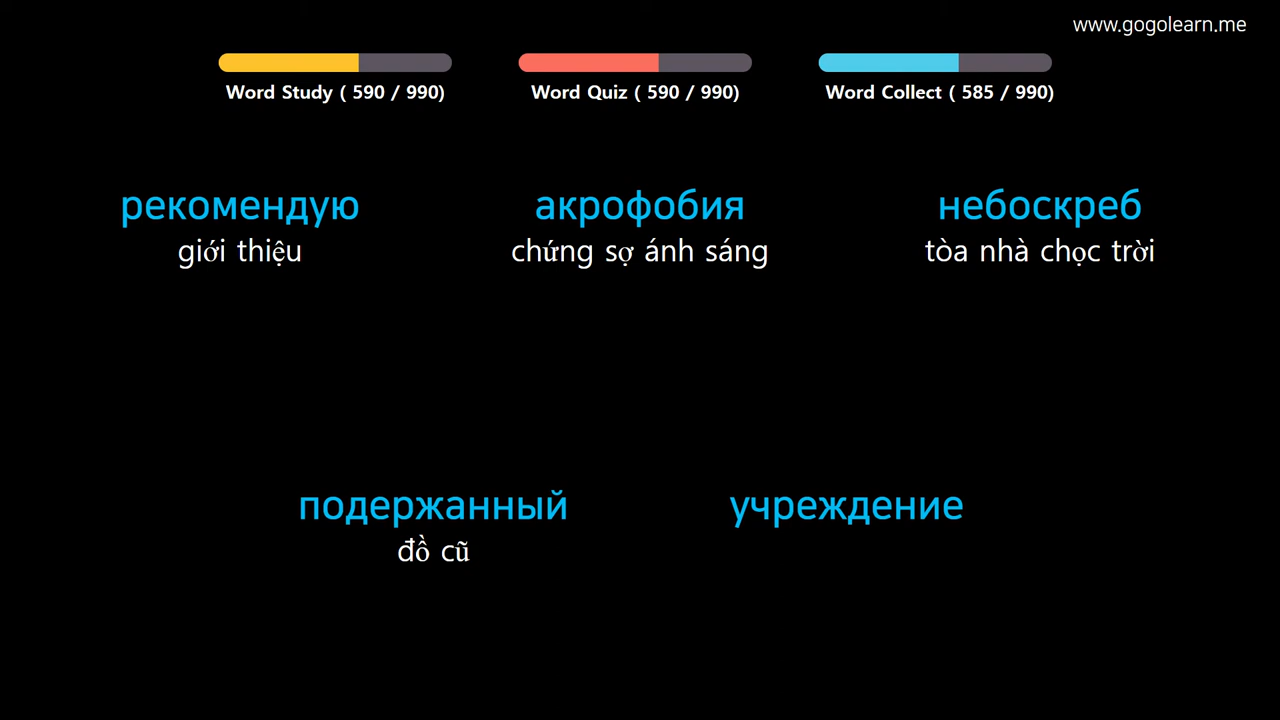 www.gogolearn.me
Word Study ( 590 / 990)
Word Quiz ( 590 / 990)
Word Collect ( 585 / 990)
рекомендую
giới thiệu
акрофобия
chứng sợ ánh sáng
небоскреб
tòa nhà chọc trời
подержанный
đồ cũ
учреждение